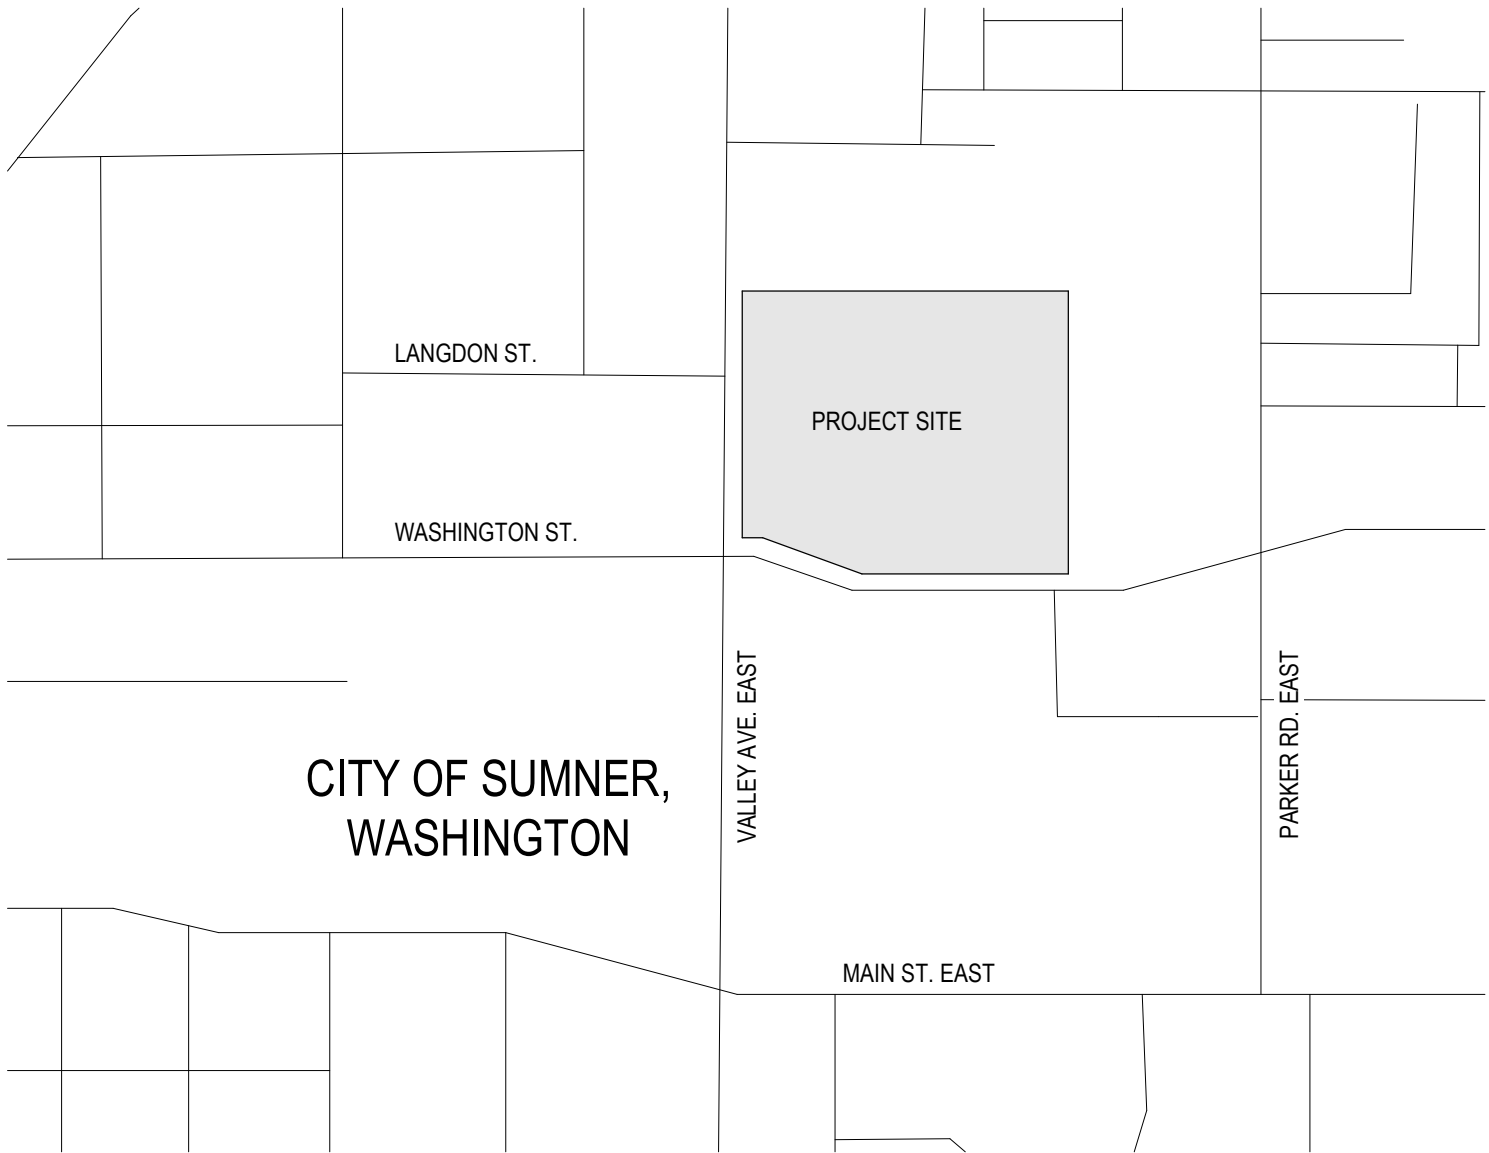 LANGDON ST.
PROJECT SITE
WASHINGTON ST.
VALLEY AVE. EAST
PARKER RD. EAST
CITY OF SUMNER,
WASHINGTON
MAIN ST. EAST